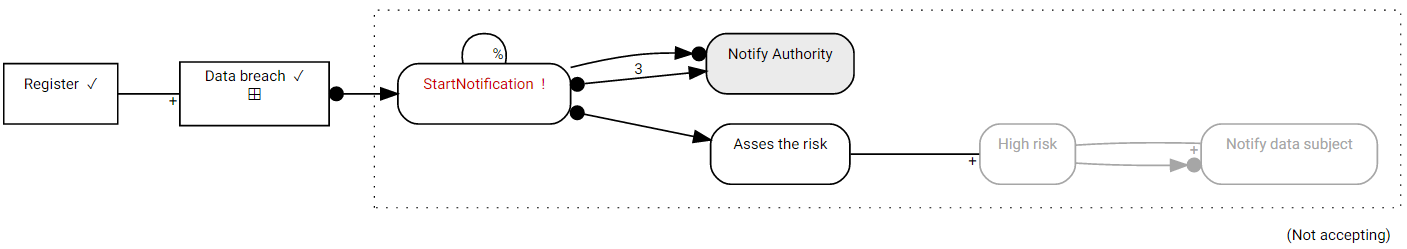 Register ✓
+
Data breach ✓
%
StartNotification !
3
Notify Authority
Asses the risk
+
High risk
+
Notify data subject
(Not accepting)